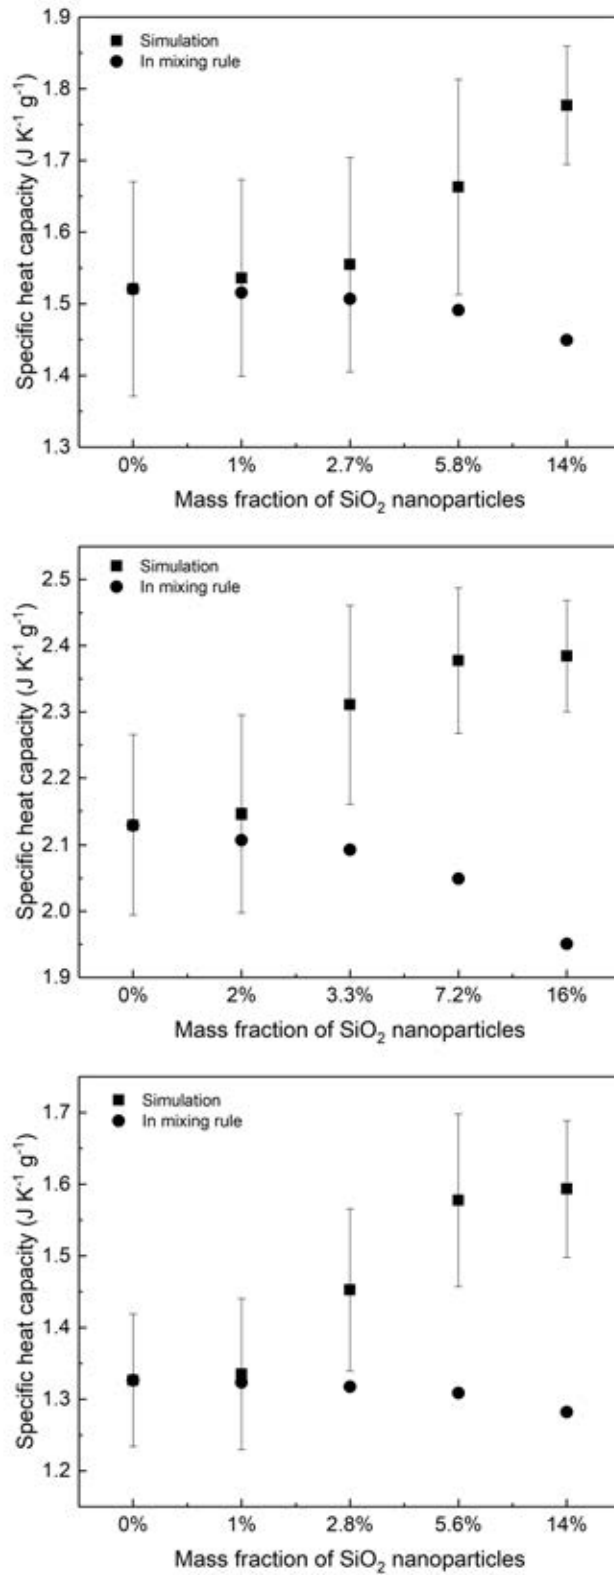 Specific heat capacity (J K⁻¹ g⁻¹)
Simulation
In mixing rule
1.9
1.8
1.7
1.6
1.5
1.4
1.3
0% 1% 2.7% 5.8% 14%
Mass fraction of SiO₂ nanoparticles
Specific heat capacity (J K⁻¹ g⁻¹)
Simulation
In mixing rule
2.5
2.4
2.3
2.2
2.1
2.0
1.9
0% 2% 3.3% 7.2% 16%
Mass fraction of SiO₂ nanoparticles
Specific heat capacity (J K⁻¹ g⁻¹)
Simulation
In mixing rule
1.7
1.6
1.5
1.4
1.3
1.2
0% 1% 2.8% 5.6% 14%
Mass fraction of SiO₂ nanoparticles